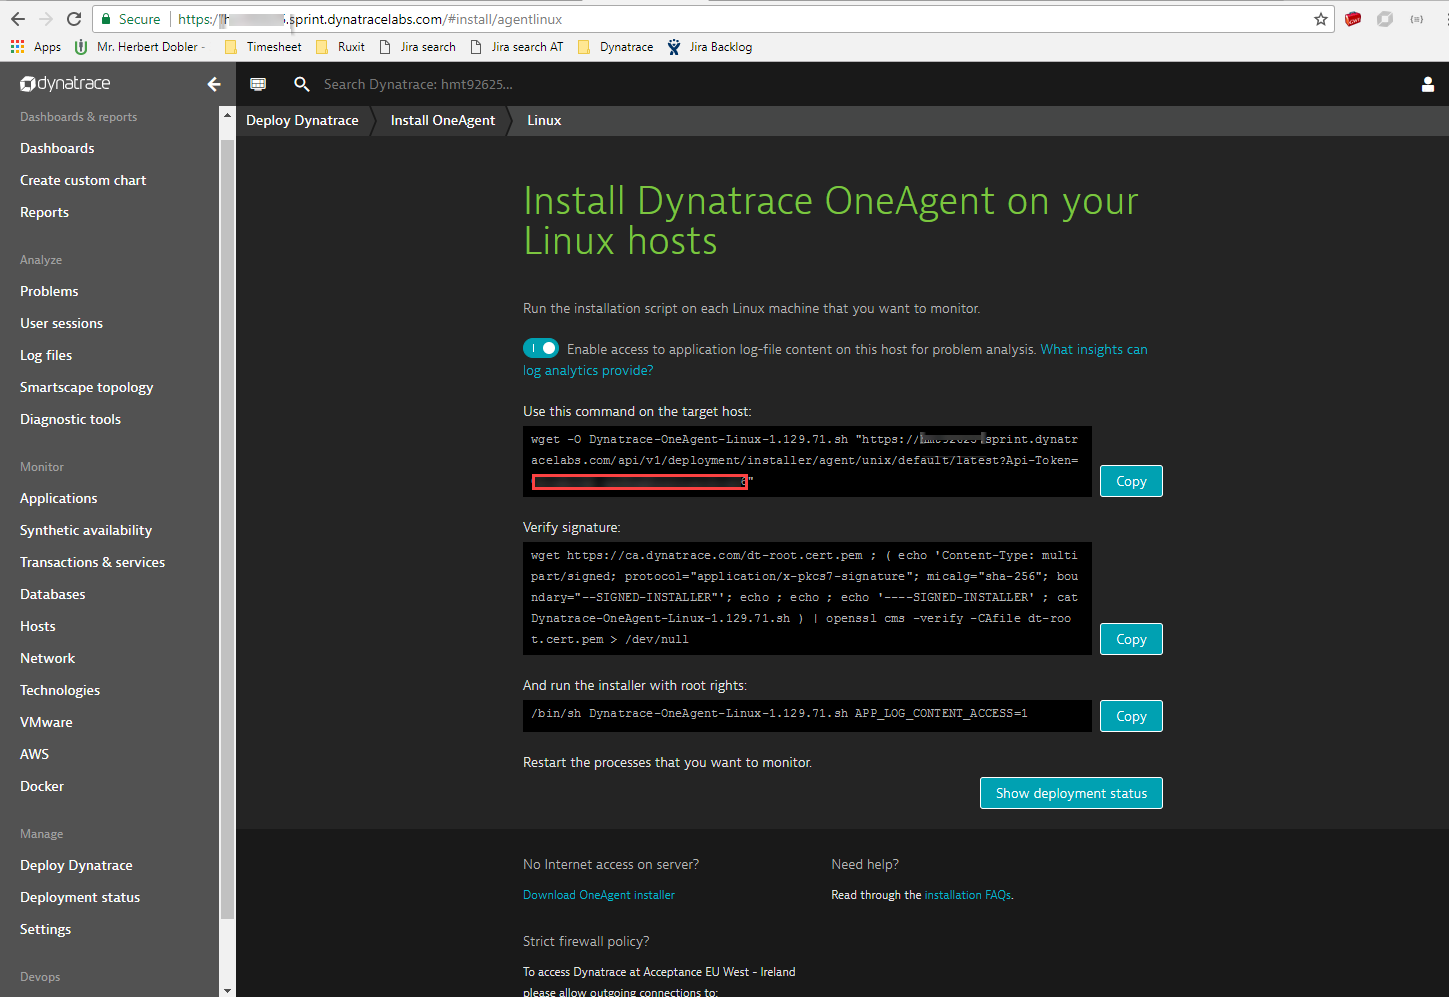 Secure https:/
.sprint.dynatracelabs.com/#install/agentlinux
Apps Mr. Herbert Dobler - Timesheet Ruxit Jira search Jira search AT Dynatrace Jira Backlog
dynatrace
Search Dynatrace: hmt92625...
Dashboards & reports
Dashboards
Create custom chart
Reports
Analyze
Problems
User sessions
Log files
Smartscape topology
Diagnostic tools
Monitor
Applications
Synthetic availability
Transactions & services
Databases
Hosts
Network
Technologies
VMware
AWS
Docker
Manage
Deploy Dynatrace
Deployment status
Settings
Devops
Deploy Dynatrace Install OneAgent Linux
Install Dynatrace OneAgent on your
Linux hosts
Run the installation script on each Linux machine that you want to monitor.
Enable access to application log-file content on this host for problem analysis. What insights can
log analytics provide?
Use this command on the target host:
wget -O Dynatrace-OneAgent-Linux-1.129.71.sh "https://
sprint.dynatr
acelabs.com/api/v1/deployment/installer/agent/unix/default/latest?Api-Token=
"
Copy
Verify signature:
wget https://ca.dynatrace.com/dt-root.cert.pem ; ( echo 'Content-Type: multi
part/signed; protocol="application/x-pkcs7-signature"; micalg="sha-256"; bou
ndary="--SIGNED-INSTALLER"'; echo ; echo ; echo '----SIGNED-INSTALLER' ; cat
Dynatrace-OneAgent-Linux-1.129.71.sh ) | openssl cms -verify -CAfile dt-roo
t.cert.pem > /dev/null
Copy
And run the installer with root rights:
/bin/sh Dynatrace-OneAgent-Linux-1.129.71.sh APP_LOG_CONTENT_ACCESS=1
Copy
Restart the processes that you want to monitor.
Show deployment status
No Internet access on server?
Download OneAgent installer
Need help?
Read through the installation FAQs.
Strict firewall policy?
To access Dynatrace at Acceptance EU West - Ireland
please allow outgoing connections to: